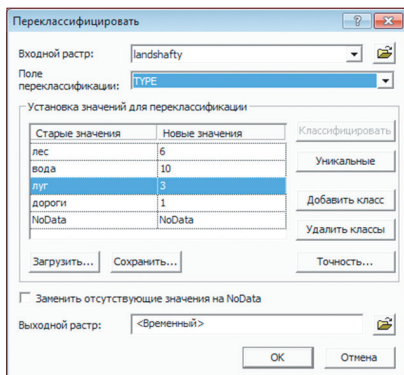 Переклассифицировать
Входной растр: landshafty
Поле переклассификации: TYPE
Установка значений для переклассификации
Старые значения Новые значения
лес 6
вода 10
луг 3
дороги 1
NoData NoData
Классифицировать
Уникальные
Добавить класс
Удалить классы
Загрузить... Сохранить... Точность...
Заменить отсутствующие значения на NoData
Выходной растр: <Временный>
OK Отмена